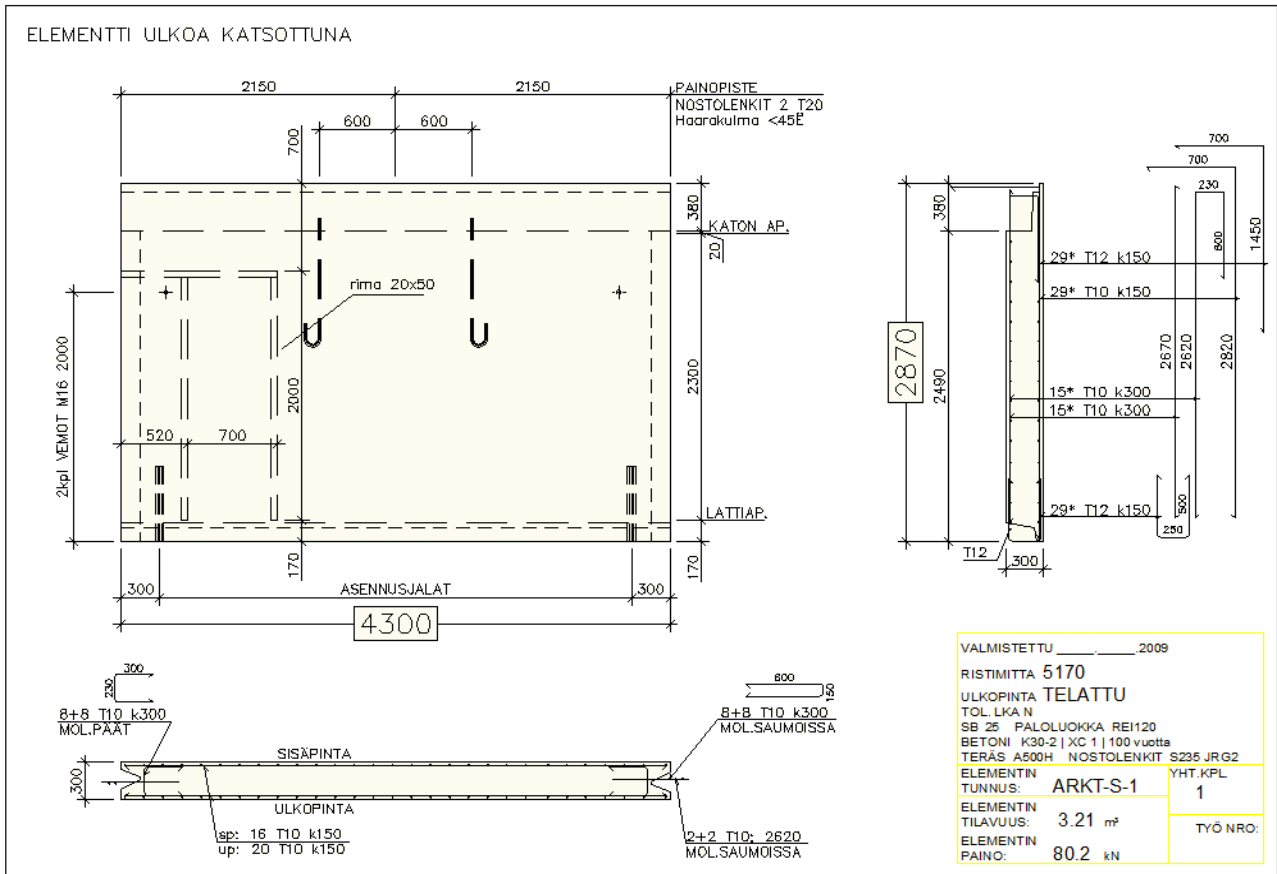 ELEMENTTI ULKOA KATSOTTUNA
2150
2150
PAINOPISTE
NOSTOLENKIT 2 T20
Haarakulma <45E
600
600
700
380
KATON AP.
20
rima 20x50
2kpl VEMOT M16 2000
2000
2300
520
700
LATTIAP.
170
170
300
ASENNUSJALAT
300
4300
700
700
230
380
600
1450
29* T12 k150
29* T10 k150
2870
2490
2670
2620
2820
15* T10 k300
15* T10 k300
29* T12 k150
500
250
T12
300
300
230
8+8 T10 k300
MOL.PÄÄT
600
150
8+8 T10 k300
MOL.SAUMOISSA
SISÄPINTA
300
ULKOPINTA
sp: 16 T10 k150
up: 20 T10 k150
2+2 T10; 2620
MOL.SAUMOISSA
VALMISTETTU _____._____.2009
RISTIMITTA 5170
ULKOPINTA TELATTU
TOL. LKA N
SB 25 PALOLUOKKA REI120
BETONI K30-2 | XC 1 | 100 vuotta
TERÄS A500H NOSTOLENKIT S235 JRG2
ELEMENTIN
TUNNUS: ARKT-S-1
YHT.KPL
1
ELEMENTIN
TILAVUUS: 3.21 m³
TYÖ NRO:
ELEMENTIN
PAINO: 80.2 kN